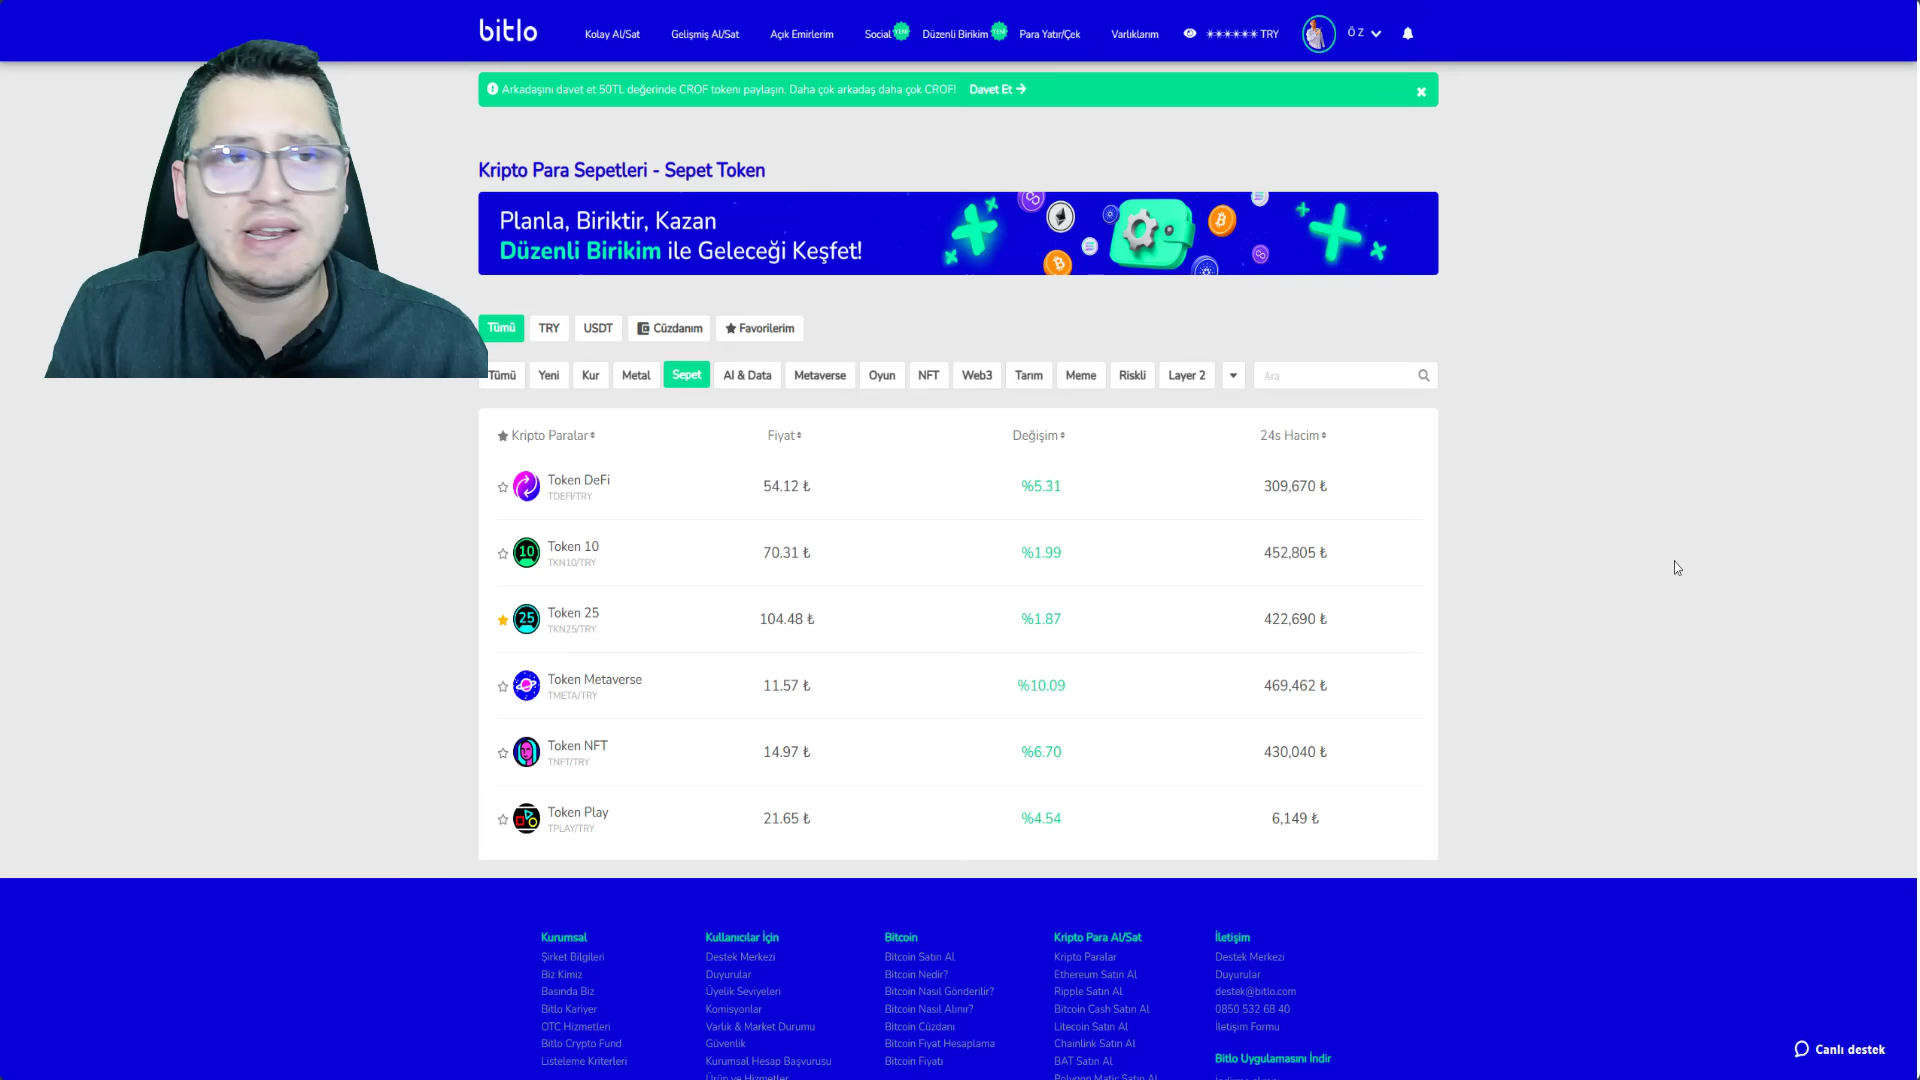 bitlo
Kolay Al/Sat Gelişmiş Al/Sat Açık Emirlerim Social YENİ Düzenli Birikim YENİ Para Yatır/Çek Varlıklarım ✶✶✶✶✶✶ TRY Ö Z
Arkadaşını davet et 50TL değerinde CROF tokenı paylaşın. Daha çok arkadaş daha çok CROF! Davet Et →
Kripto Para Sepetleri - Sepet Token
Planla, Biriktir, Kazan
Düzenli Birikim ile Geleceği Keşfet!
Tümü TRY USDT Cüzdanım Favorilerim
Tümü Yeni Kur Metal Sepet AI & Data Metaverse Oyun NFT Web3 Tarım Meme Riskli Layer 2 Ara
Kripto Paralar Fiyat Değişim 24s Hacim
Token DeFi
TDEFI/TRY
54.12 ₺ %5.31 309,670 ₺
10 Token 10
TKN10/TRY
70.31 ₺ %1.99 452,805 ₺
25 Token 25
TKN25/TRY
104.48 ₺ %1.87 422,690 ₺
Token Metaverse
TMETA/TRY
11.57 ₺ %10.09 469,462 ₺
Token NFT
TNFT/TRY
14.97 ₺ %6.70 430,040 ₺
Token Play
TPLAY/TRY
21.65 ₺ %4.54 6,149 ₺
Kurumsal
Şirket Bilgileri
Biz Kimiz
Basında Biz
Bitlo Kariyer
OTC Hizmetleri
Bitlo Crypto Fund
Listeleme Kriterleri
Kullanıcılar İçin
Destek Merkezi
Duyurular
Üyelik Seviyeleri
Komisyonlar
Varlık & Market Durumu
Güvenlik
Kurumsal Hesap Başvurusu
Ürün ve Hizmetler
Bitcoin
Bitcoin Satın Al
Bitcoin Nedir?
Bitcoin Nasıl Gönderilir?
Bitcoin Nasıl Alınır?
Bitcoin Cüzdanı
Bitcoin Fiyat Hesaplama
Bitcoin Fiyatı
Kripto Para Al/Sat
Kripto Paralar
Ethereum Satın Al
Ripple Satın Al
Bitcoin Cash Satın Al
Litecoin Satın Al
Chainlink Satın Al
BAT Satın Al
Polygon Matic Satın Al
İletişim
Destek Merkezi
Duyurular
destek@bitlo.com
0850 532 68 40
İletişim Formu
Bitlo Uygulamasını İndir
Canlı destek